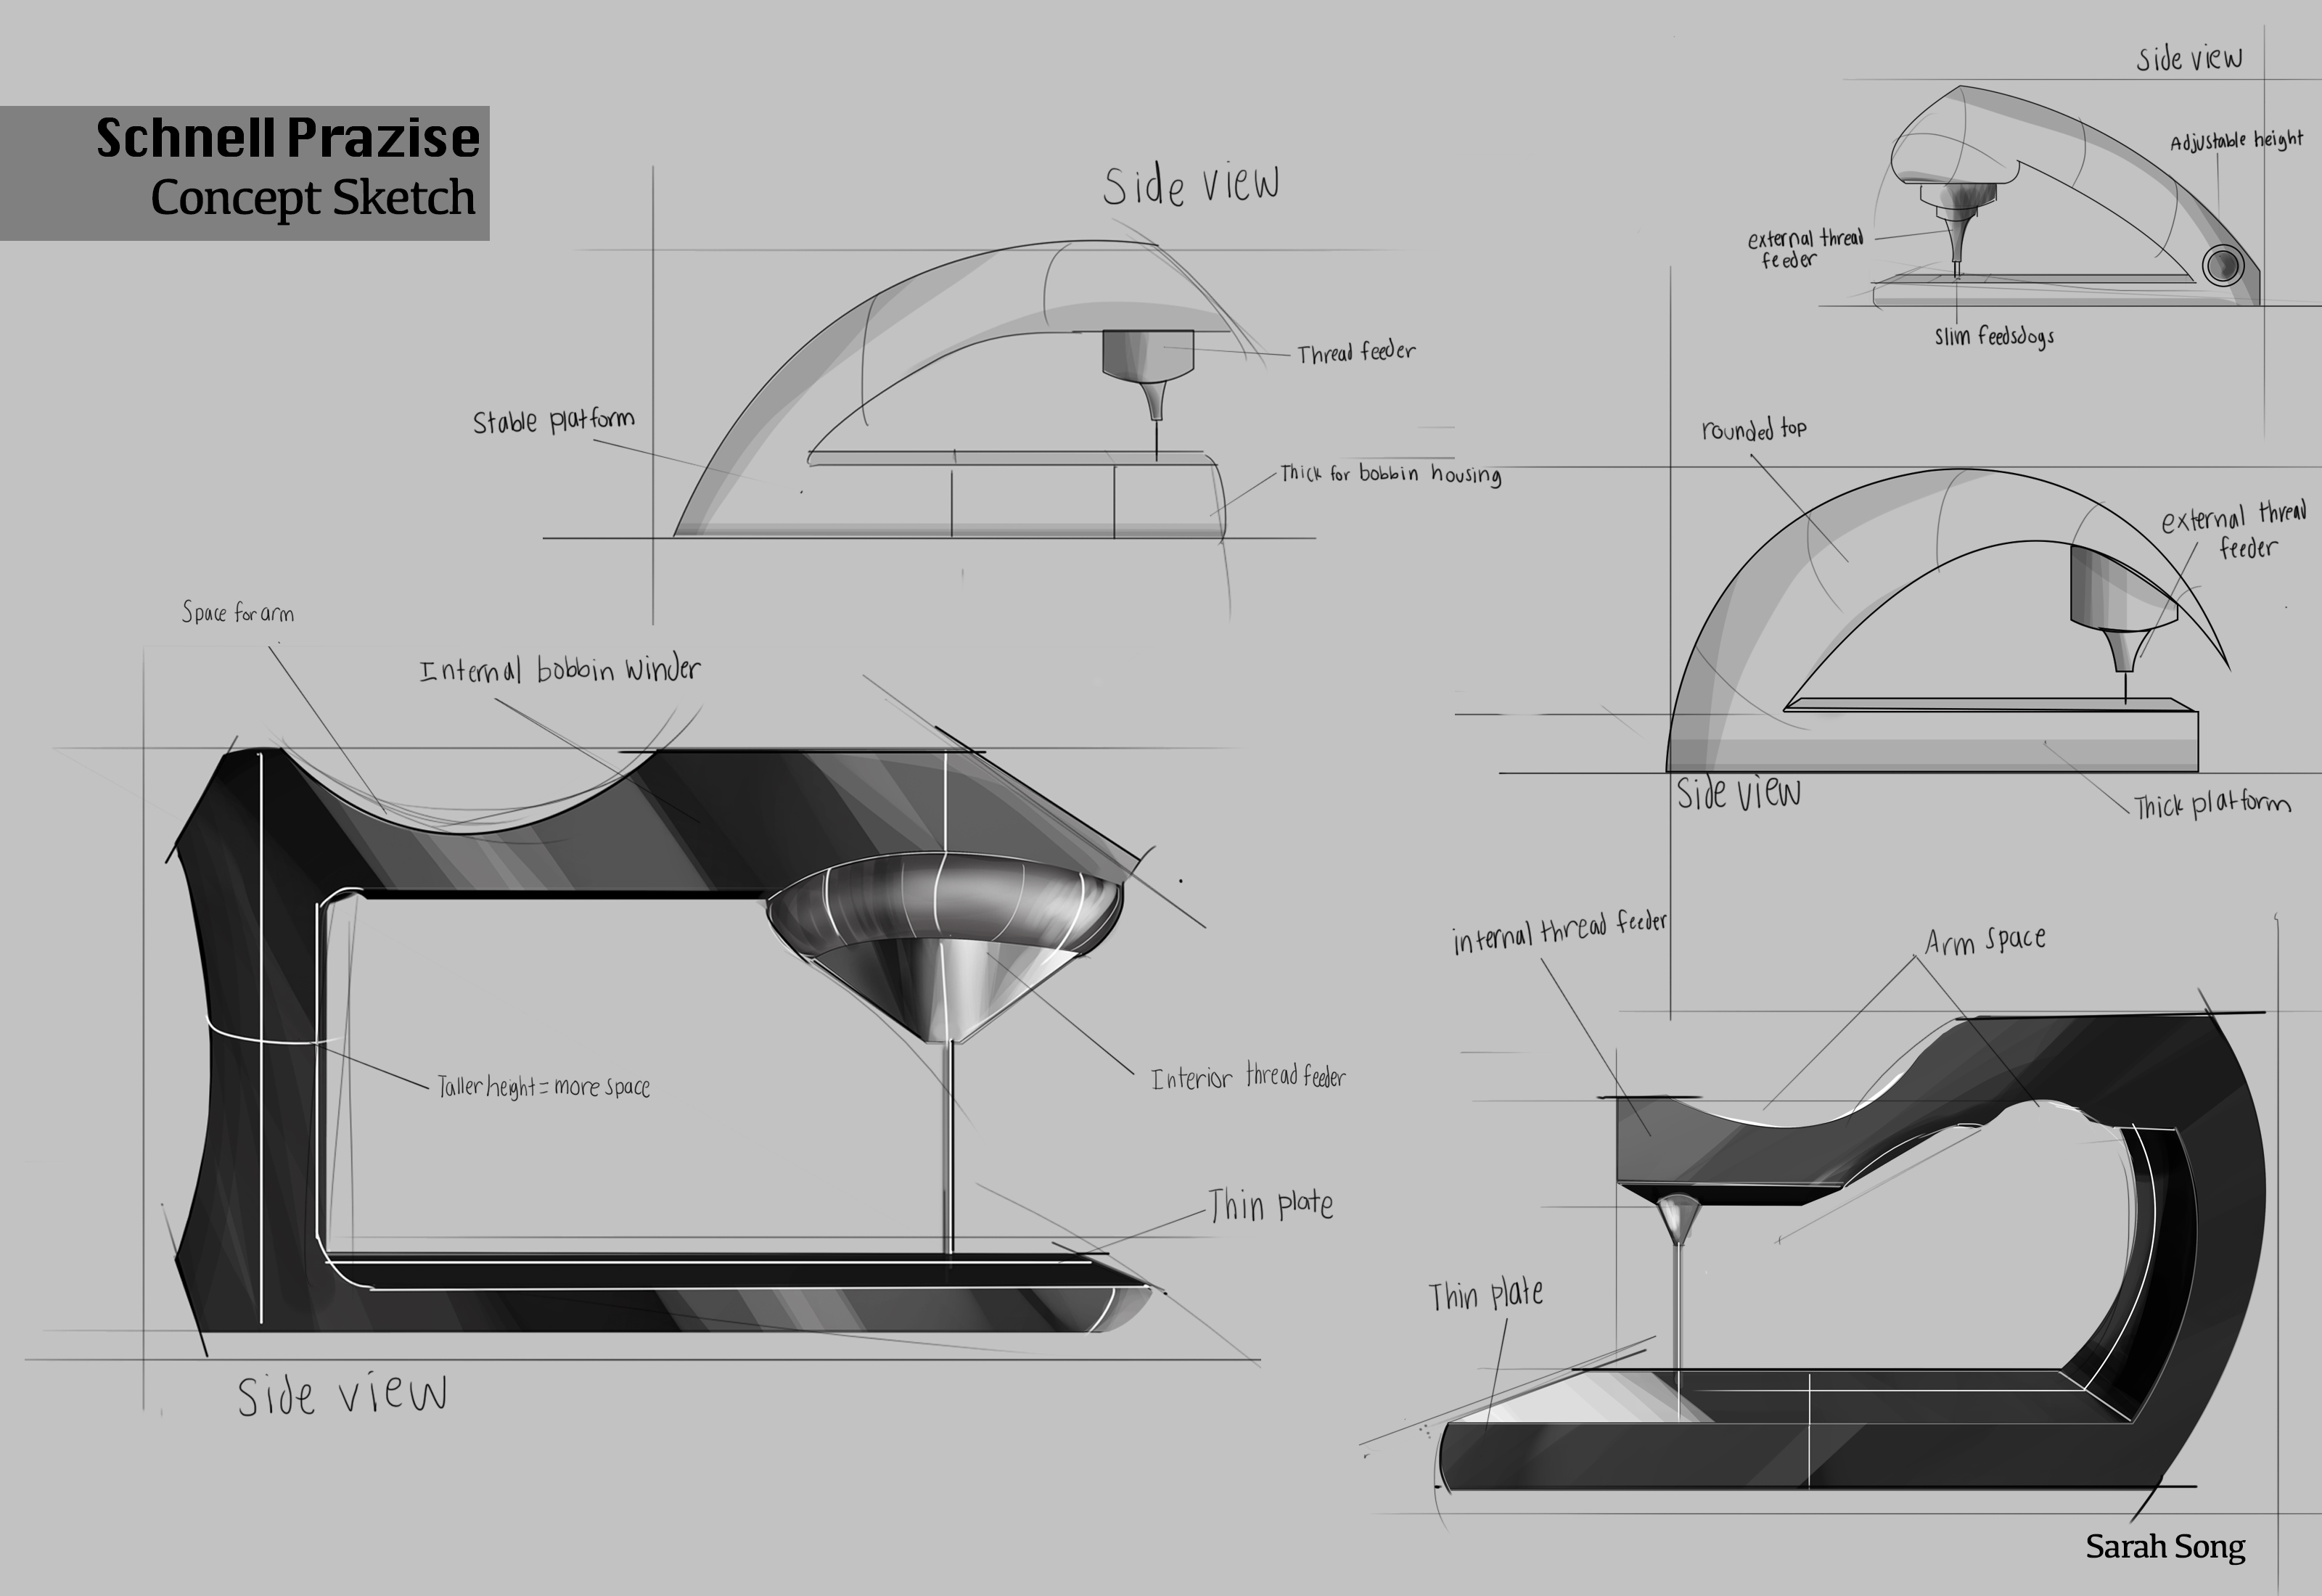 Schnell Prazise
Concept Sketch
Side view
Thread feeder
Stable platform
Thick for bobbin housing
Side view
Adjustable height
external thread
feeder
slim feedsdogs
rounded top
external thread
feeder
Side view
Thick platform
Space for arm
Internal bobbin winder
Taller height = more space
Interior thread feeder
Thin plate
Side view
internal thread feeder
Arm space
Thin plate
Sarah Song